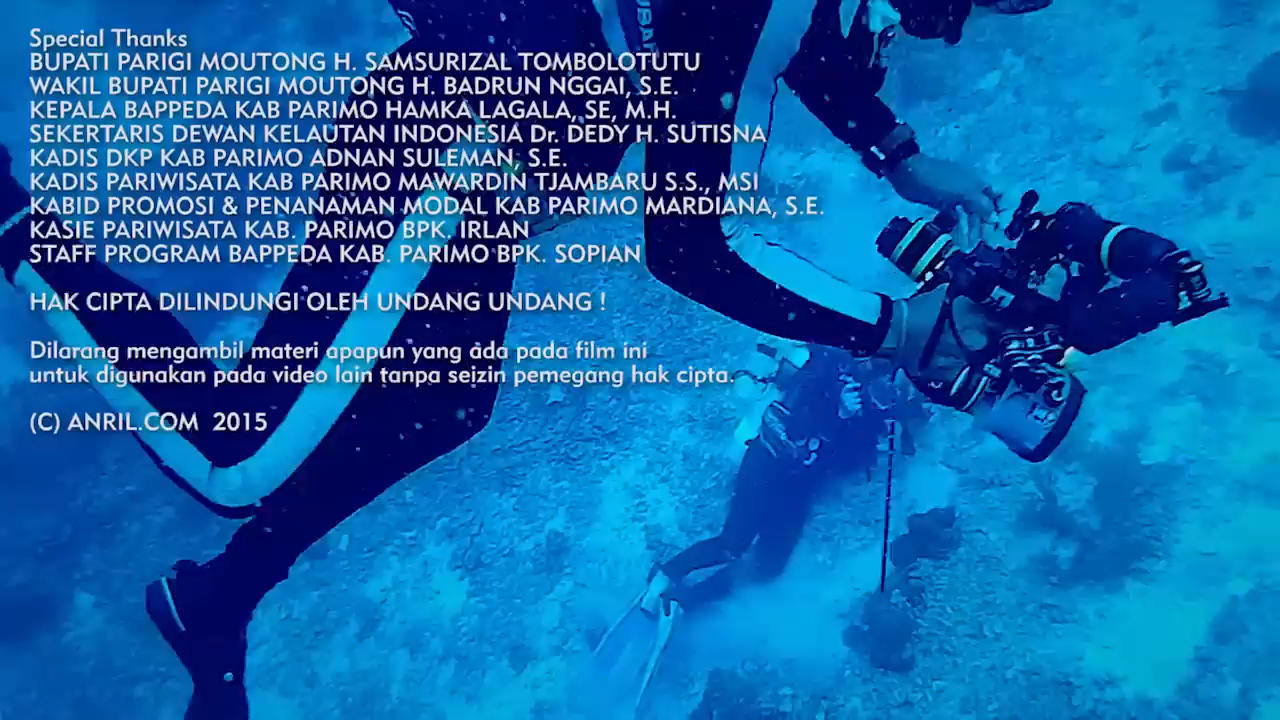 Special Thanks
BUPATI PARIGI MOUTONG H. SAMSURIZAL TOMBOLOTUTU
WAKIL BUPATI PARIGI MOUTONG H. BADRUN NGGAI, S.E.
KEPALA BAPPEDA KAB PARIMO HAMKA LAGALA, SE, M.H.
SEKERTARIS DEWAN KELAUTAN INDONESIA Dr. DEDY H. SUTISNA
KADIS DKP KAB PARIMO ADNAN SULEMAN, S.E.
KADIS PARIWISATA KAB PARIMO MAWARDIN TJAMBARU S.S., MSI
KABID PROMOSI & PENANAMAN MODAL KAB PARIMO MARDIANA, S.E.
KASIE PARIWISATA KAB. PARIMO BPK. IRLAN
STAFF PROGRAM BAPPEDA KAB. PARIMO BPK. SOPIAN
HAK CIPTA DILINDUNGI OLEH UNDANG UNDANG !
Dilarang mengambil materi apapun yang ada pada film ini
untuk digunakan pada video lain tanpa seizin pemegang hak cipta.
(C) ANRIL.COM 2015